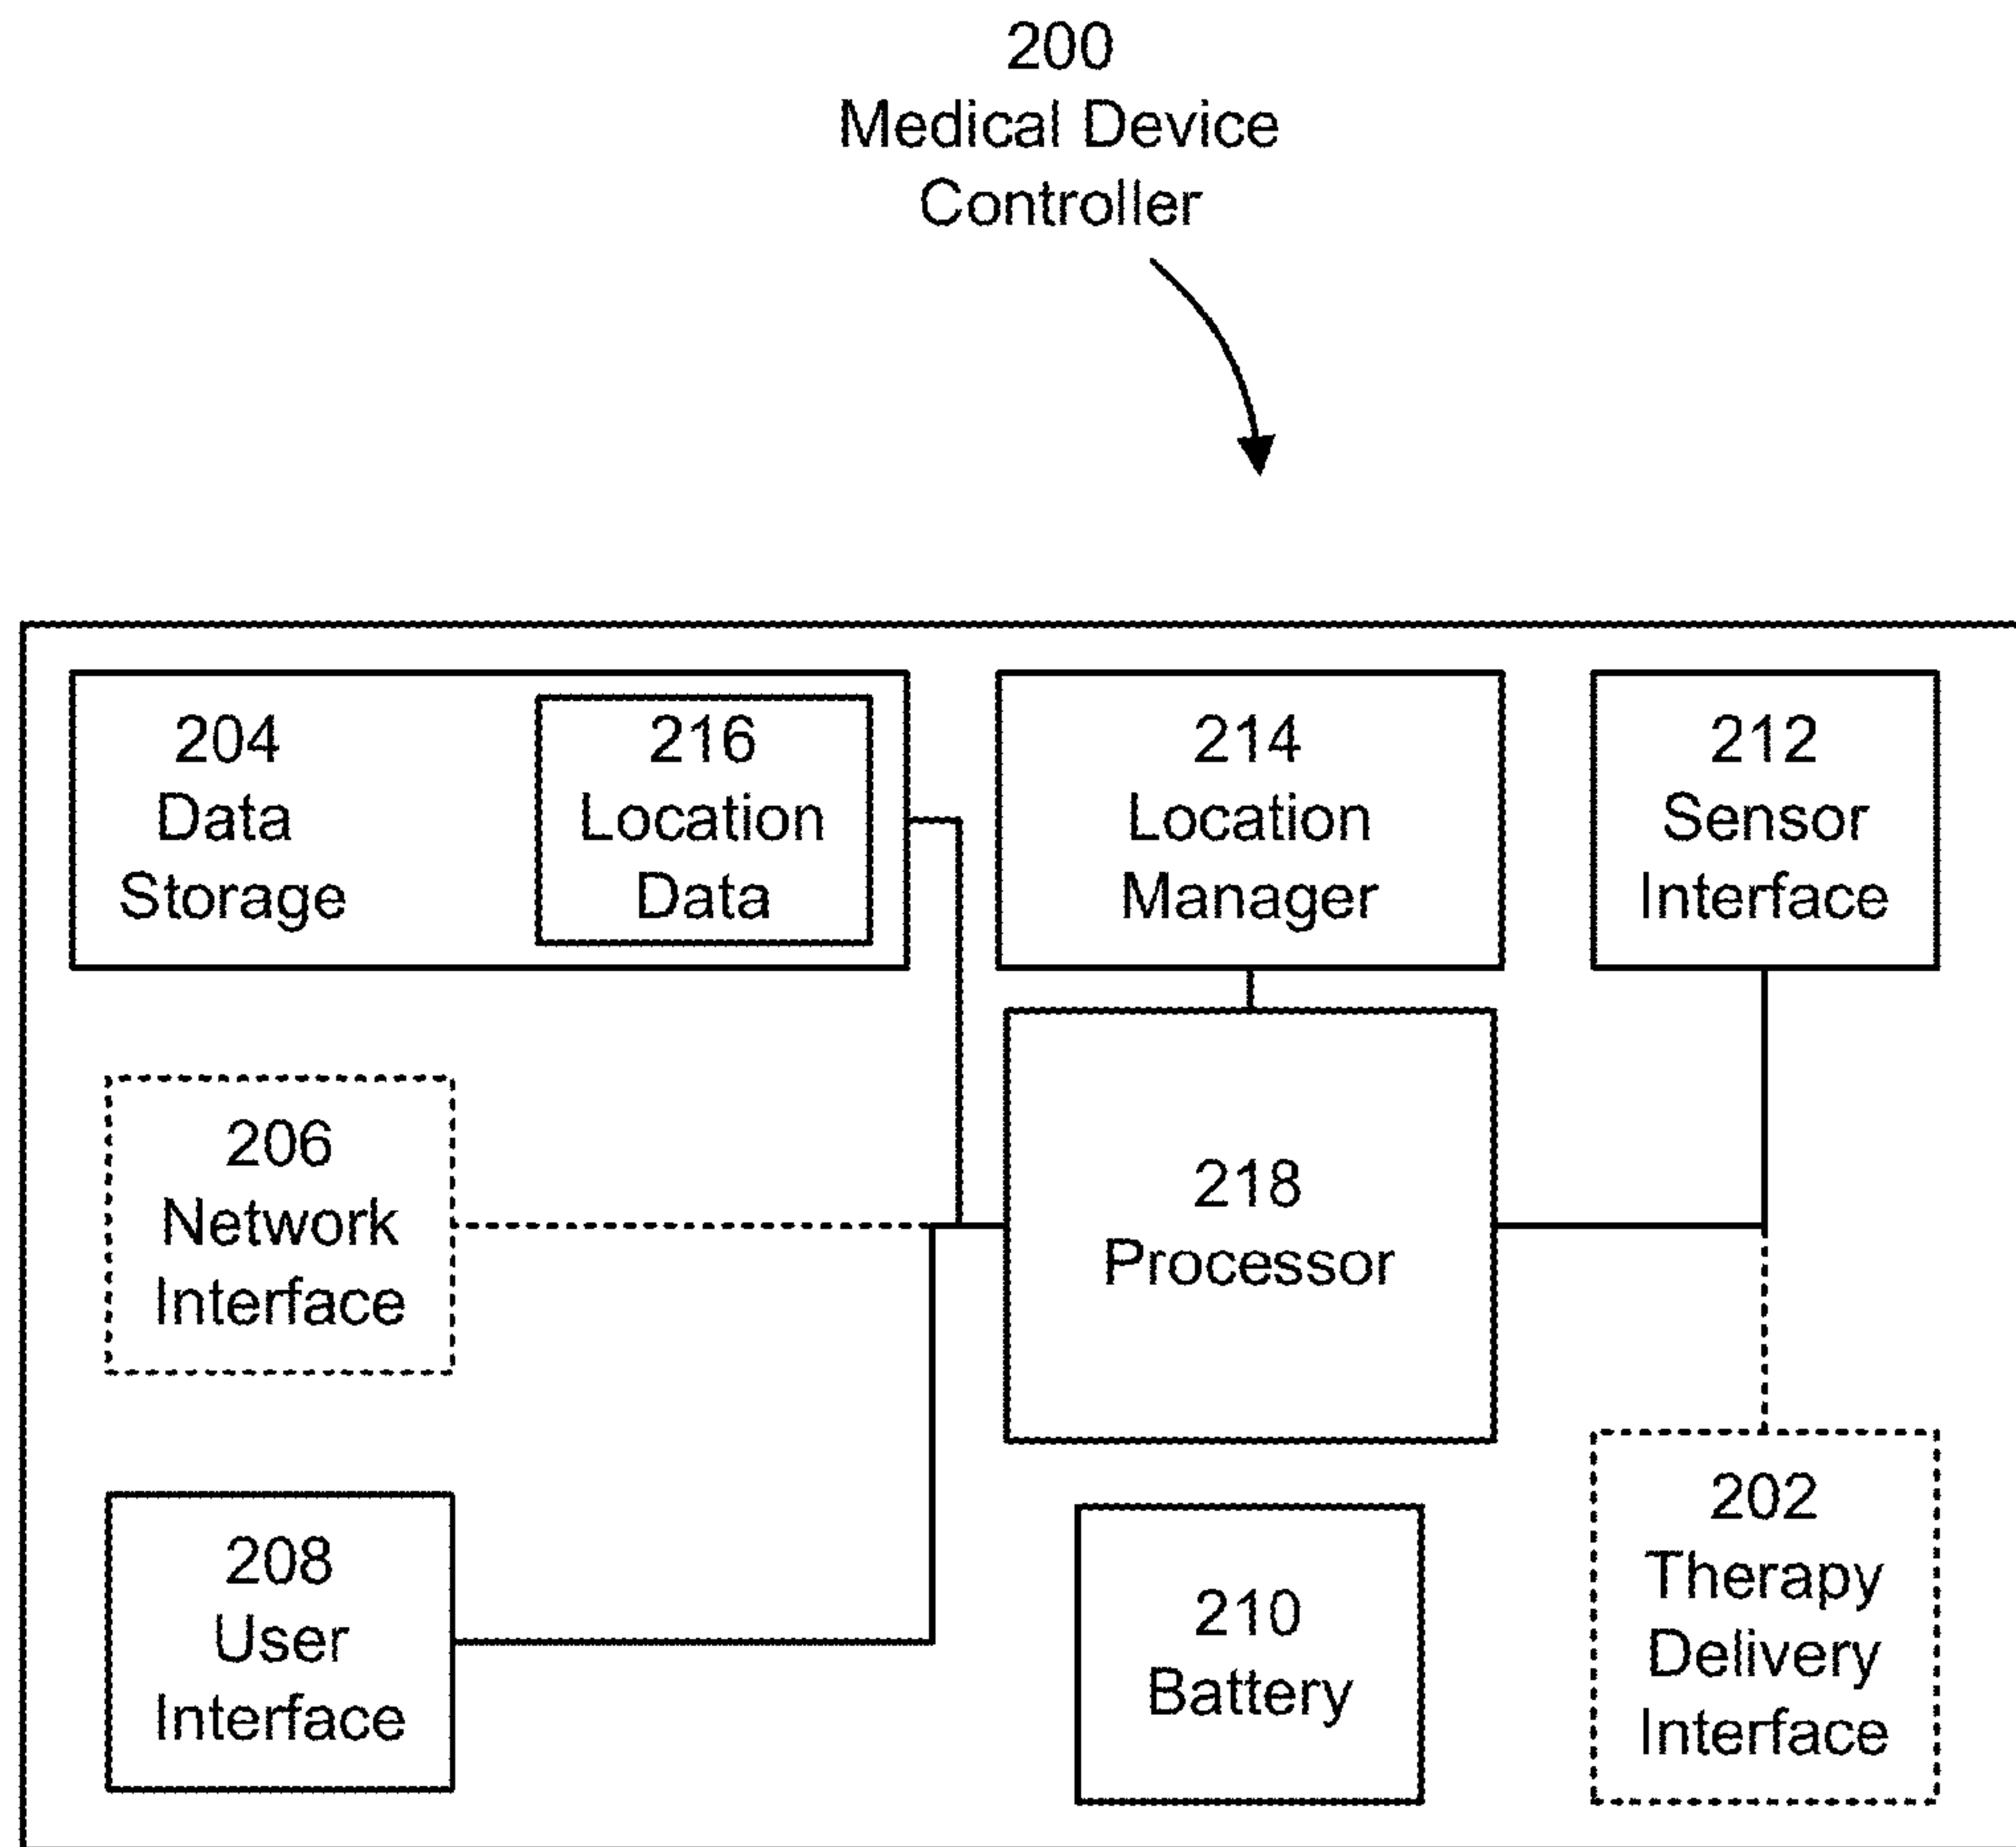 200
Medical Device
Controller
204
Data
Storage
216
Location
Data
214
Location
Manager
212
Sensor
Interface
206
Network
Interface
218
Processor
208
User
Interface
210
Battery
202
Therapy
Delivery
Interface